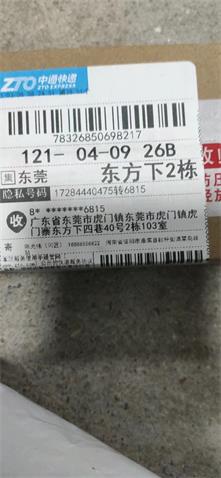 ZTO 中通快递
ZTO EXPRESS
78326850698217
121- 04-09 26B
集 东莞 东方下2栋
隐私号码 17284440475转6815
收 8* *******6815
广东省东莞市虎门镇东莞市虎门镇虎
门寨东方下四巷40号2栋103室
寄